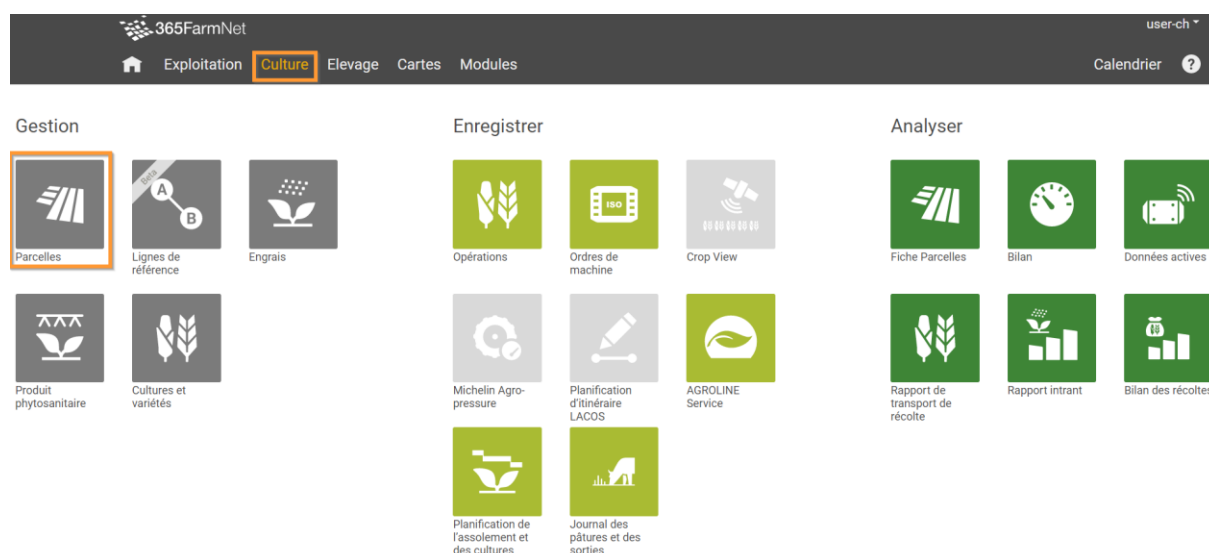 365FarmNet
user-ch
Exploitation Culture Elevage Cartes Modules
Calendrier ?
Gestion
Enregistrer
Analyser
Beta
A
B
ISO
Parcelles
Lignes de
référence
Engrais
Opérations
Ordres de
machine
Crop View
Fiche Parcelles
Bilan
Données actives
Produit
phytosanitaire
Cultures et
variétés
Michelin Agro-
pressure
Planification
d'itinéraire
LACOS
AGROLINE
Service
Rapport de
transport de
récolte
Rapport intrant
Bilan des récoltes
Planification de
l'assolement et
des cultures
Journal des
pâtures et des
sorties